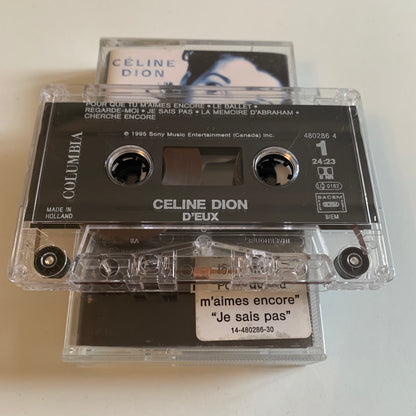 CÉLINE
DION
POUR QUE TU M'AIMES ENCORE • LE BALLET •
REGARDE-MOI • JE SAIS PAS • LA MEMOIRE D'ABRAHAM •
CHERCHE ENCORE
℗ 1995 Sony Music Entertainment (Canada) Inc.
480286 4
1
24:23
LC 0162
SACEM
BIEM
COLUMBIA
MADE IN
HOLLAND
CELINE DION
D'EUX
m'aimes encore"
"Je sais pas"
14-480286-30